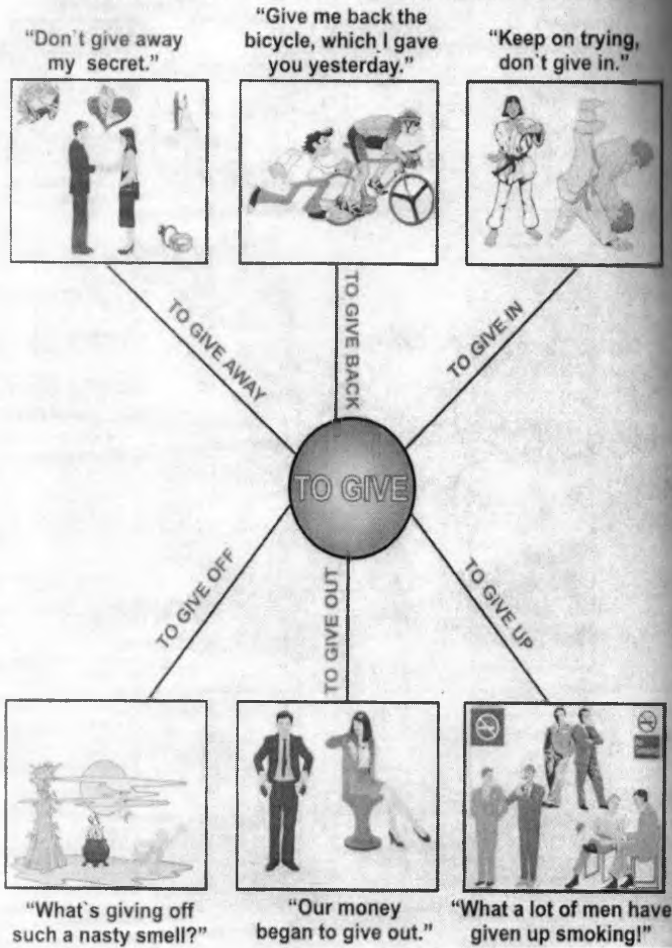 "Don`t give away
my secret."
"Give me back the
bicycle, which I gave
you yesterday."
"Keep on trying,
don`t give in."
TO GIVE AWAY
TO GIVE BACK
TO GIVE IN
TO GIVE
TO GIVE OFF
TO GIVE OUT
TO GIVE UP
"What`s giving off
such a nasty smell?"
"Our money
began to give out."
"What a lot of men have
given up smoking!"